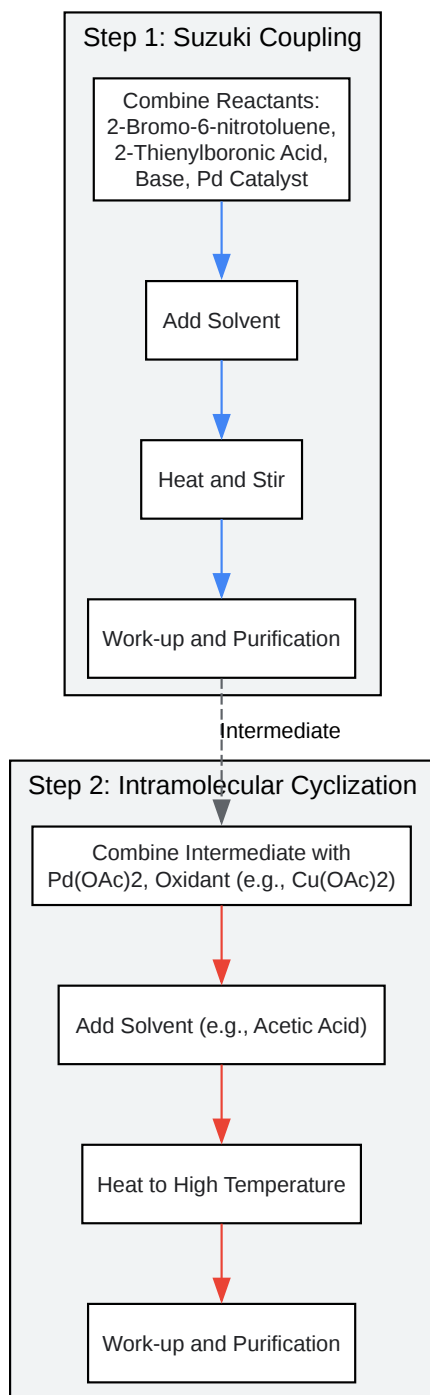 Step 1: Suzuki Coupling
Combine Reactants:
2-Bromo-6-nitrotoluene,
2-Thienylboronic Acid,
Base, Pd Catalyst
Add Solvent
Heat and Stir
Work-up and Purification
Intermediate
Step 2: Intramolecular Cyclization
Combine Intermediate with
Pd(OAc)2, Oxidant (e.g., Cu(OAc)2)
Add Solvent (e.g., Acetic Acid)
Heat to High Temperature
Work-up and Purification